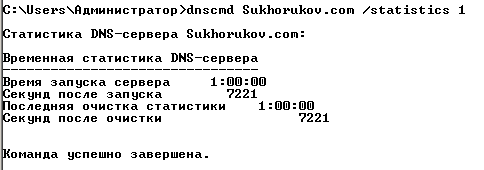 C:\Users\Администратор>dnscmd Sukhorukov.com /statistics 1
Статистика DNS-сервера Sukhorukov.com:
Временная статистика DNS-сервера
--------------------------------
Время запуска сервера 1:00:00
Секунд после запуска 7221
Последняя очистка статистики 1:00:00
Секунд после очистки 7221
Команда успешно завершена.